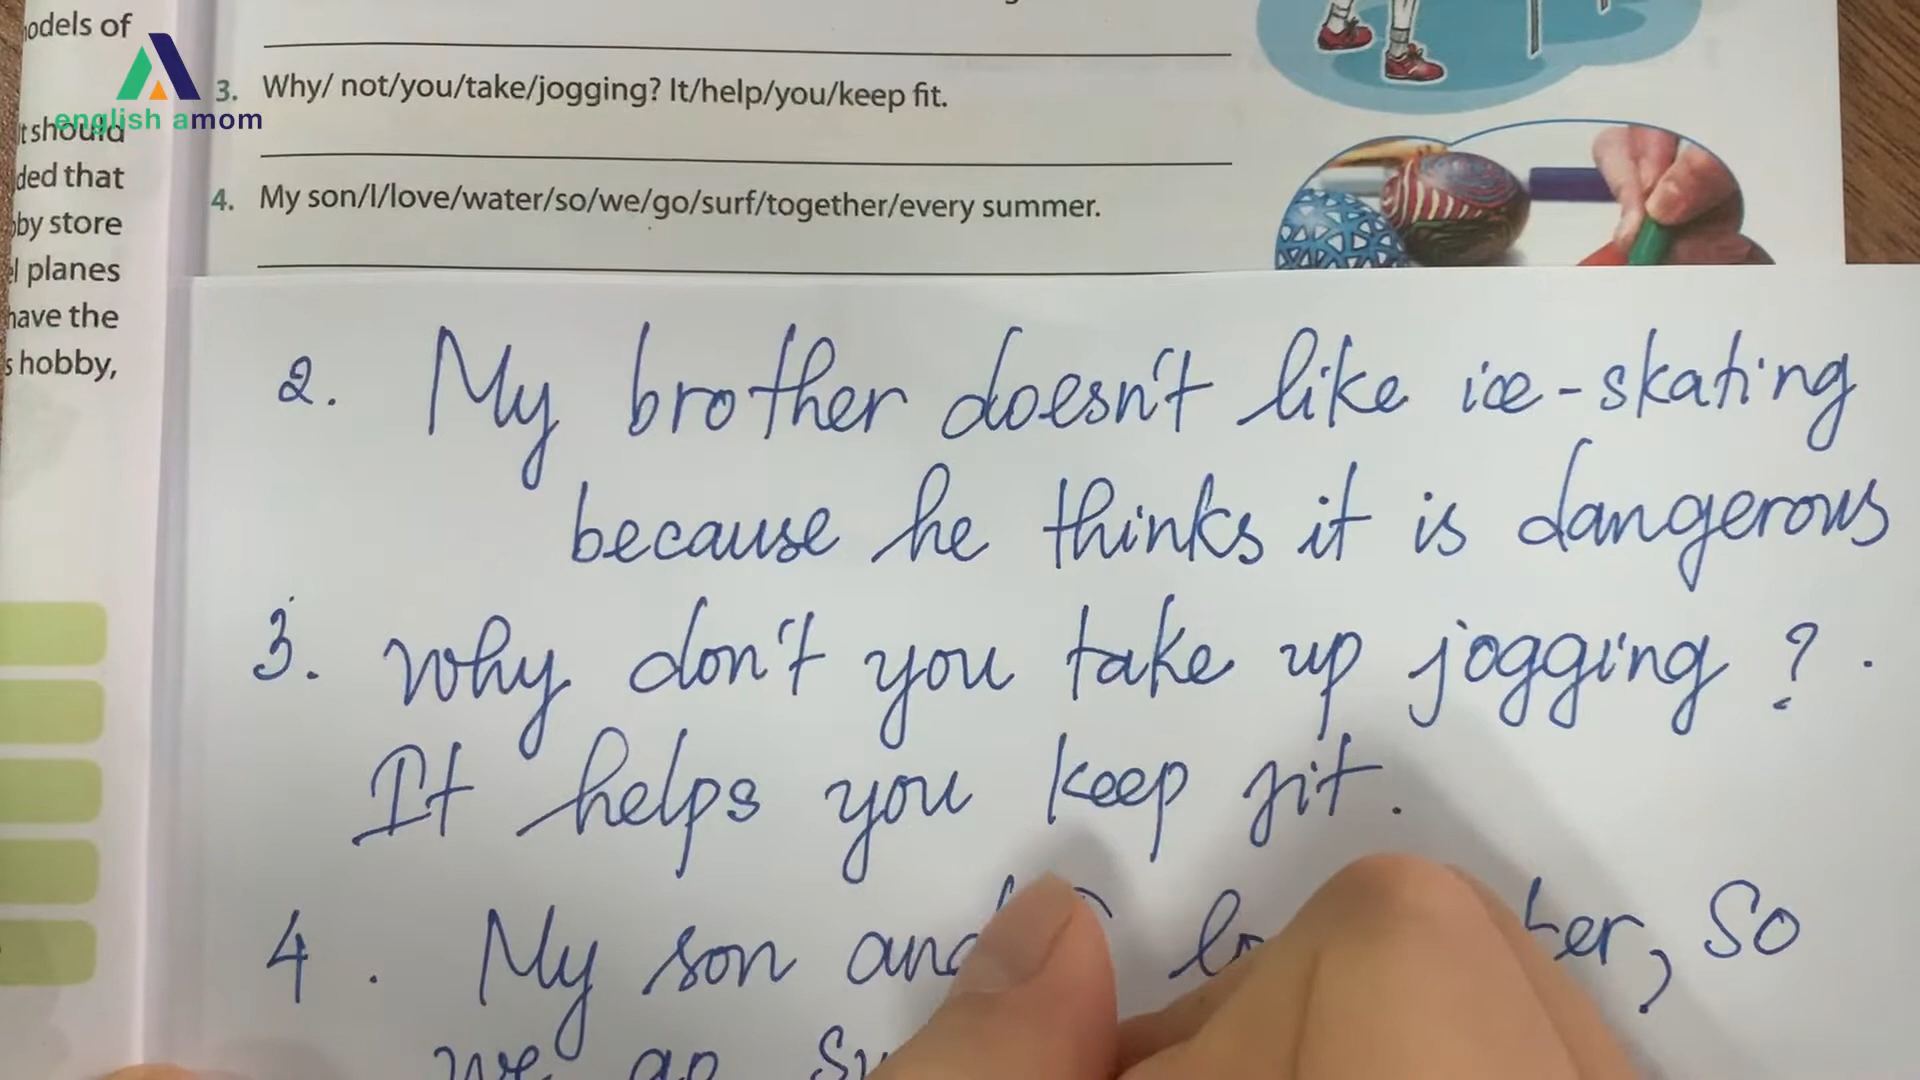 odels of
english amom
t should
ded that
by store
l planes
have the
s hobby,
3. Why/ not/you/take/jogging? It/help/you/keep fit.
4. My son/I/love/water/so/we/go/surf/together/every summer.
2. My brother doesn't like ice-skating
because he thinks it is dangerous
3. Why don't you take up jogging ? .
It helps you keep fit.
4. My son and , So
we go